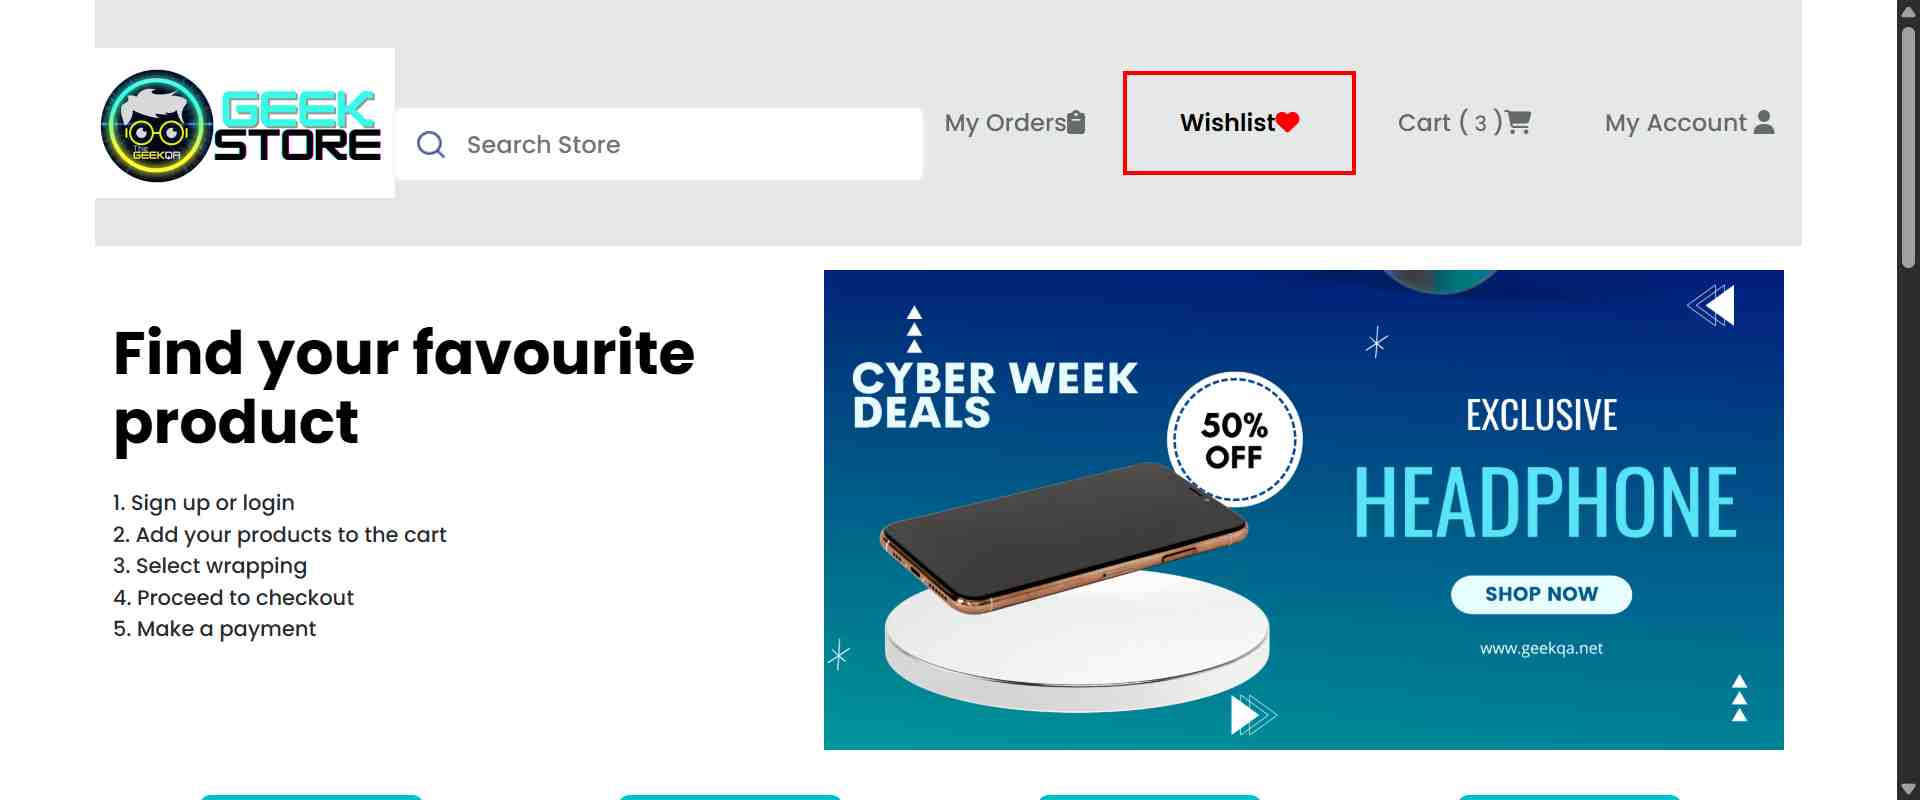 The
GEEKQA
GEEK
STORE
Search Store
My Orders
Wishlist
Cart ( 3 )
My Account
Find your favourite
product
1. Sign up or login
2. Add your products to the cart
3. Select wrapping
4. Proceed to checkout
5. Make a payment
CYBER WEEK
DEALS
50%
OFF
EXCLUSIVE
HEADPHONE
SHOP NOW
www.geekqa.net